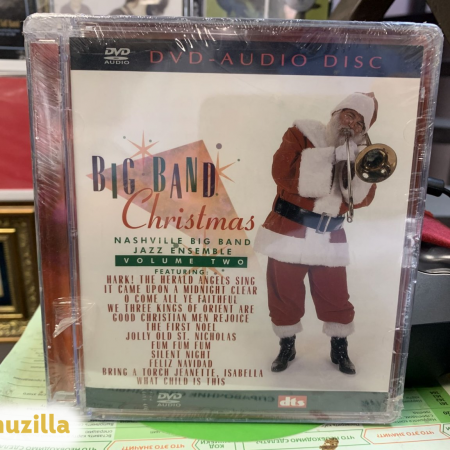 DVD
AUDIO
DVD-AUDIO DISC
BIG BAND
Christmas
NASHVILLE BIG BAND
JAZZ ENSEMBLE
VOLUME TWO
FEATURING:
HARK! THE HERALD ANGELS SING
IT CAME UPON A MIDNIGHT CLEAR
O COME ALL YE FAITHFUL
WE THREE KINGS OF ORIENT ARE
GOOD CHRISTIAN MEN REJOICE
THE FIRST NOEL
JOLLY OLD ST. NICHOLAS
FUM FUM FUM
SILENT NIGHT
FELIZ NAVIDAD
BRING A TORCH JEANETTE, ISABELLA
WHAT CHILD IS THIS
DVD
AUDIO
dts
uzilla